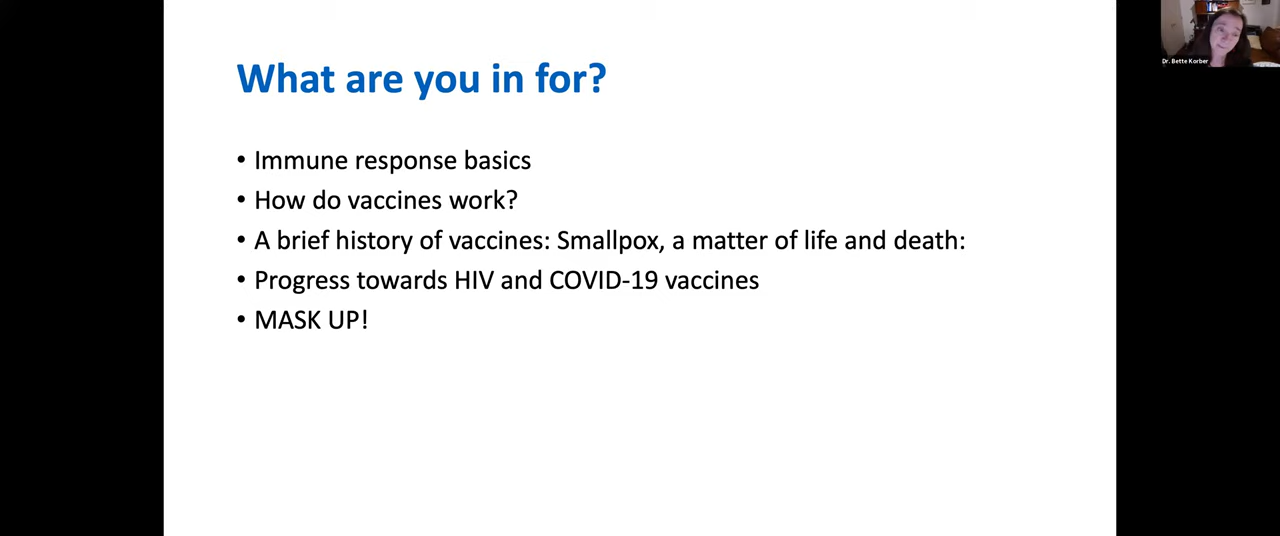 What are you in for?
• Immune response basics
• How do vaccines work?
• A brief history of vaccines: Smallpox, a matter of life and death:
• Progress towards HIV and COVID-19 vaccines
• MASK UP!
Dr. Bette Korber